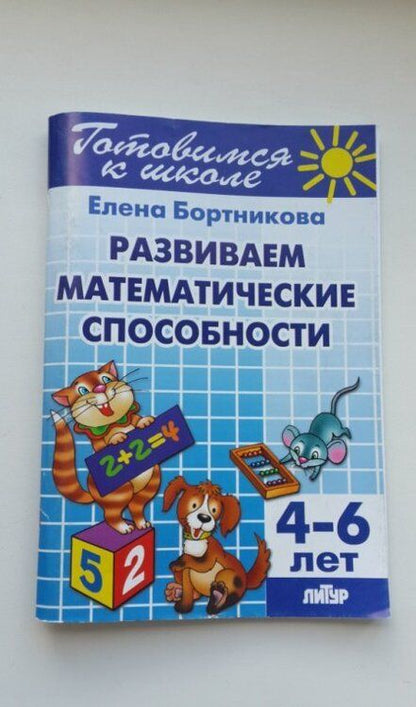 Готовимся
к школе
Елена Бортникова
РАЗВИВАЕМ
МАТЕМАТИЧЕСКИЕ
СПОСОБНОСТИ
2+2=4
5 2
4-6
лет
ЛИТУР